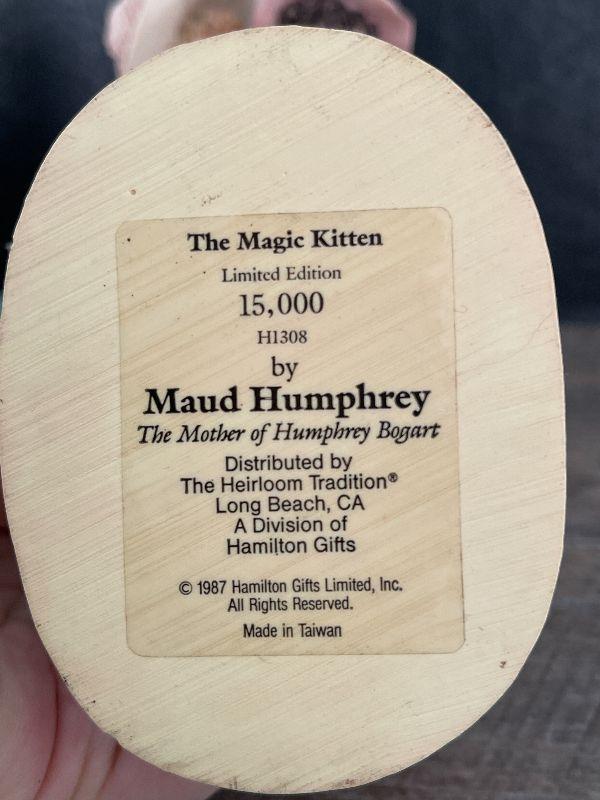 The Magic Kitten
Limited Edition
15,000
H1308
by
Maud Humphrey
The Mother of Humphrey Bogart
Distributed by
The Heirloom Tradition®
Long Beach, CA
A Division of
Hamilton Gifts
© 1987 Hamilton Gifts Limited, Inc.
All Rights Reserved.
Made in Taiwan